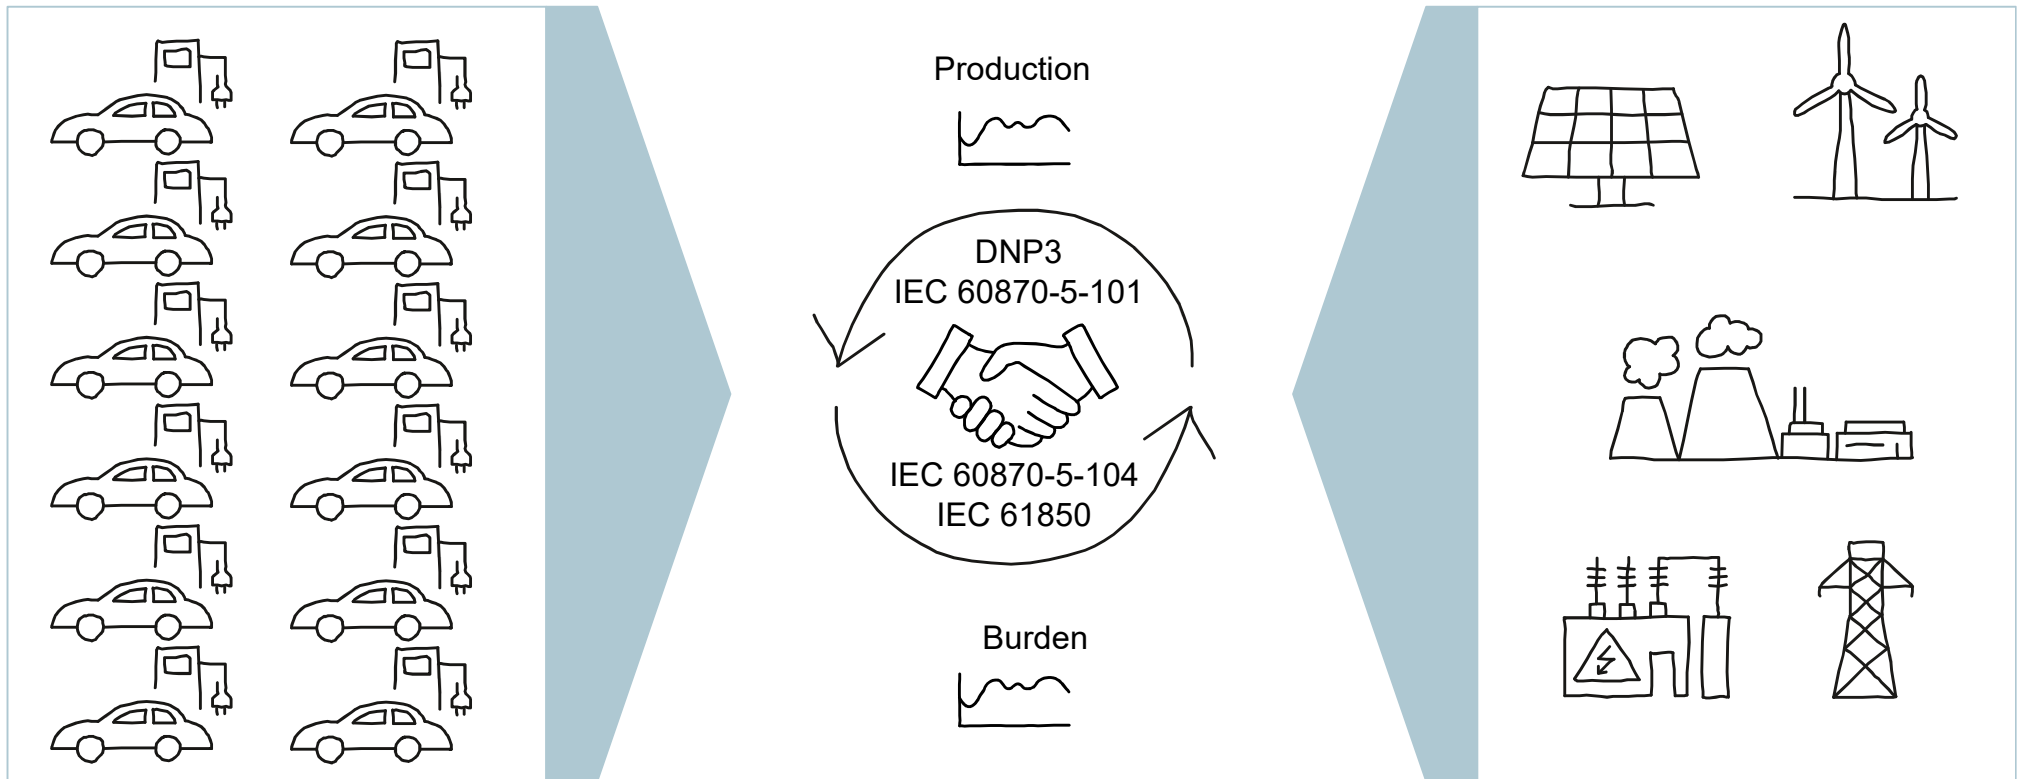 Production
DNP3
IEC 60870-5-101
IEC 60870-5-104
IEC 61850
Burden